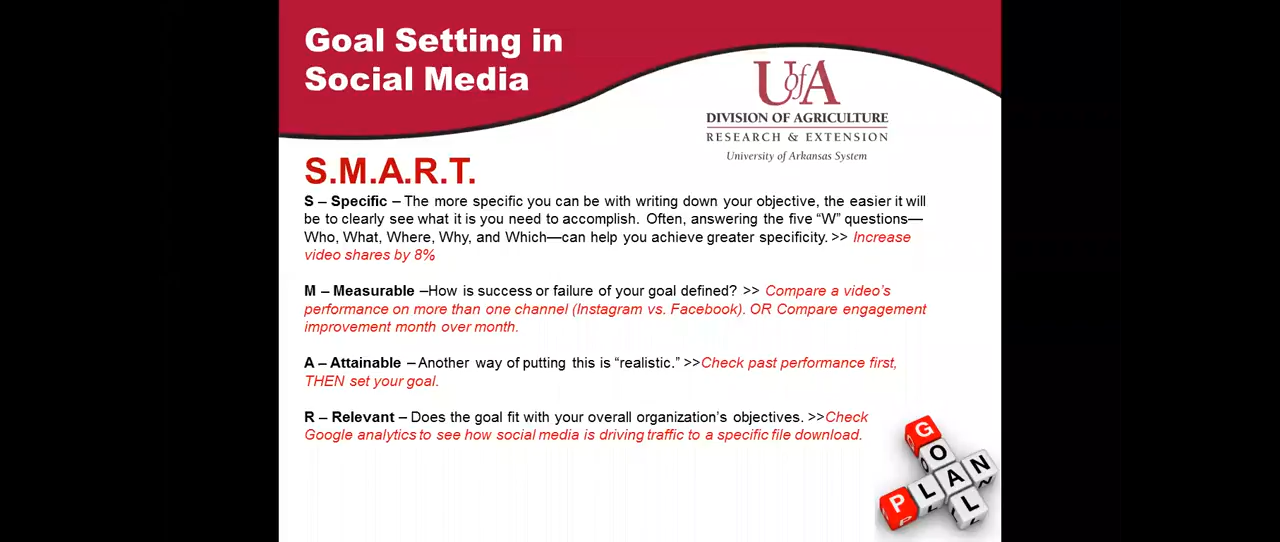 Goal Setting in
Social Media
UofA
DIVISION OF AGRICULTURE
RESEARCH & EXTENSION
University of Arkansas System
S.M.A.R.T.
S – Specific – The more specific you can be with writing down your objective, the easier it will
be to clearly see what it is you need to accomplish. Often, answering the five “W” questions—
Who, What, Where, Why, and Which—can help you achieve greater specificity. >> Increase
video shares by 8%
M – Measurable –How is success or failure of your goal defined? >> Compare a video’s
performance on more than one channel (Instagram vs. Facebook). OR Compare engagement
improvement month over month.
A – Attainable – Another way of putting this is “realistic.” >>Check past performance first,
THEN set your goal.
R – Relevant – Does the goal fit with your overall organization’s objectives. >>Check
Google analytics to see how social media is driving traffic to a specific file download.
GOAL
PLAN